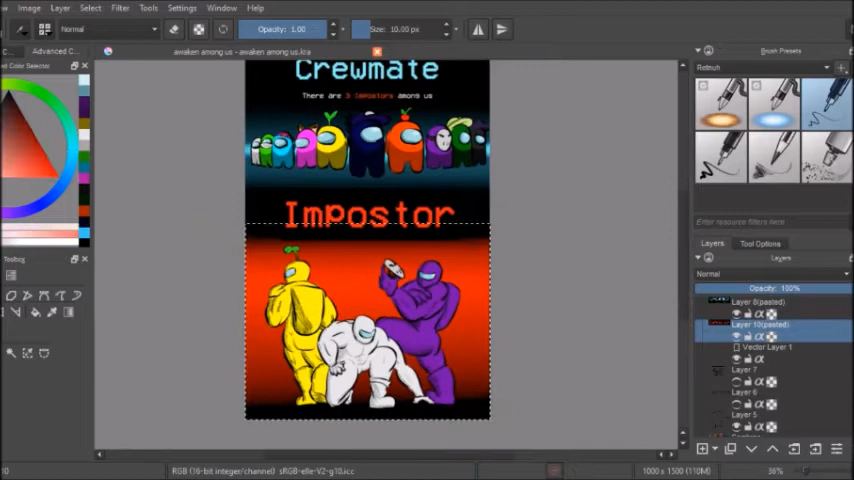 Image Layer Select Filter Tools Settings Window Help
Normal Opacity: 1.00 Size: 10.00 px
Advanced C... awaken among us - awaken among us.kra
Color Selector Brush Presets
Crewmate
There are 3 Impostors among us
Impostor
Toolbox
Enter resource filters here
Layers Tool Options
Layers
Normal
Opacity: 100%
Layer 8(pasted)
Layer 10(pasted)
Vector Layer 1
Layer 7
Layer 6
Layer 5
RGB (16-bit integer/channel) sRGB-elle-V2-g10.icc 1000 x 1500 (110M) 36%